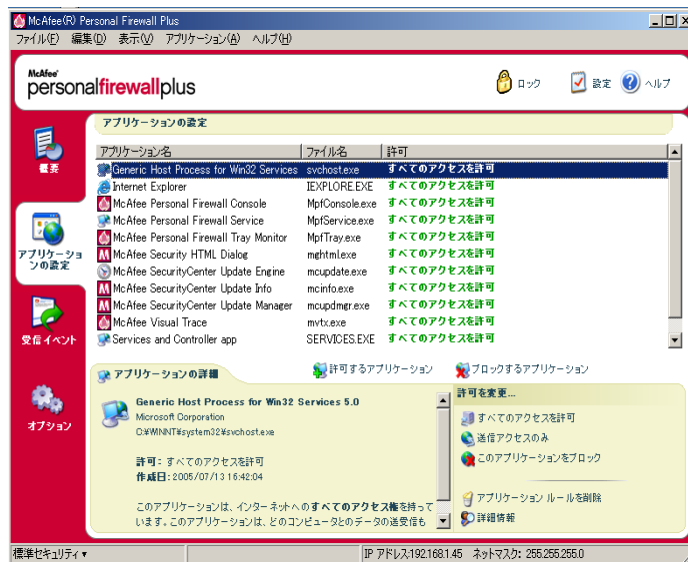 McAfee(R) Personal Firewall Plus
ファイル(F) 編集(D) 表示(V) アプリケーション(A) ヘルプ(H)
McAfee
personalfirewallplus
ロック 設定 ヘルプ
概要
アプリケーションの設定
受信イベント
オプション
アプリケーションの設定
アプリケーション名 ファイル名 許可
Generic Host Process for Win32 Services svchost.exe すべてのアクセスを許可
Internet Explorer IEXPLORE.EXE すべてのアクセスを許可
McAfee Personal Firewall Console MpfConsole.exe すべてのアクセスを許可
McAfee Personal Firewall Service MpfService.exe すべてのアクセスを許可
McAfee Personal Firewall Tray Monitor MpfTray.exe すべてのアクセスを許可
McAfee Security HTML Dialog mghtml.exe すべてのアクセスを許可
McAfee SecurityCenter Update Engine mcupdate.exe すべてのアクセスを許可
McAfee SecurityCenter Update Info mcinfo.exe すべてのアクセスを許可
McAfee SecurityCenter Update Manager mcupdmgr.exe すべてのアクセスを許可
McAfee Visual Trace mvtx.exe すべてのアクセスを許可
Services and Controller app SERVICES.EXE すべてのアクセスを許可
許可するアプリケーション ブロックするアプリケーション
アプリケーションの詳細
Generic Host Process for Win32 Services 5.0
Microsoft Corporation
C:¥WINNT¥system32¥svchost.exe
許可: すべてのアクセスを許可
作成日: 2005/07/13 16:42:04
このアプリケーションは、インターネットへのすべてのアクセス権を持って
います。このアプリケーションは、どのコンピュータとのデータの送受信も
許可を変更...
すべてのアクセスを許可
送信アクセスのみ
このアプリケーションをブロック
アプリケーション ルールを削除
詳細情報
標準セキュリティ IP アドレス:192.168.1.45 ネットマスク: 255.255.255.0